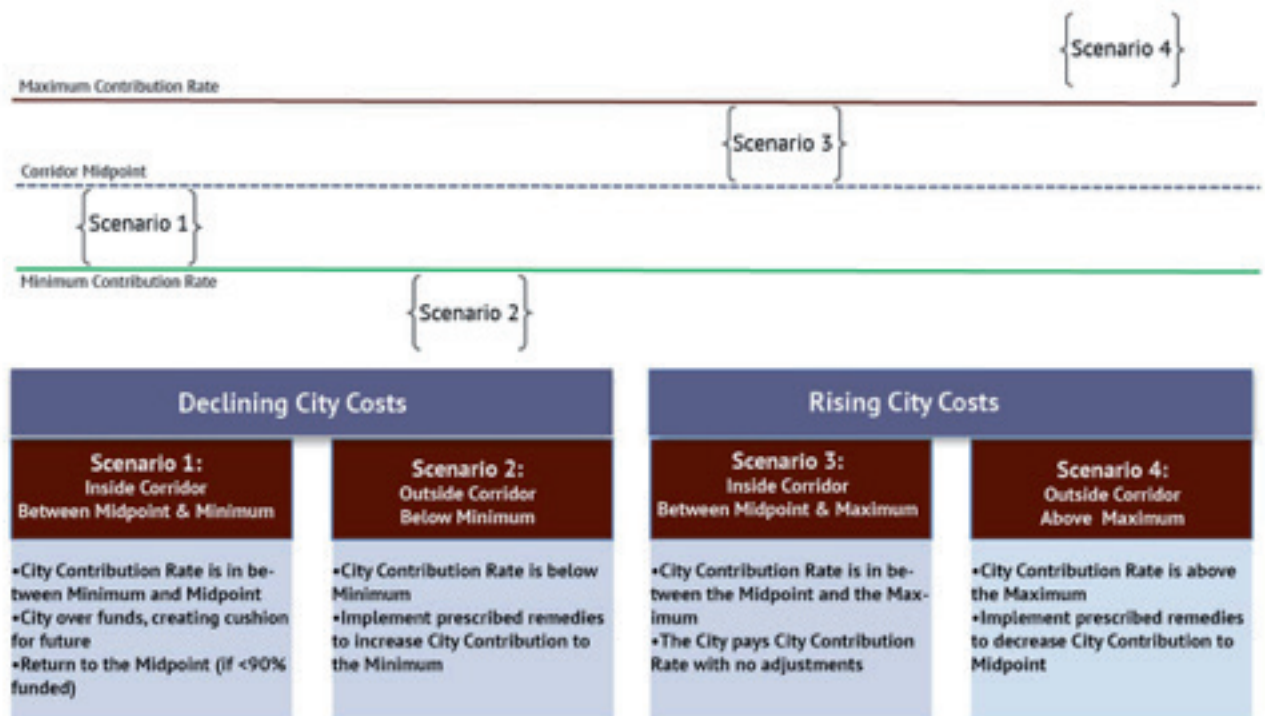 Scenario 4
Maximum Contribution Rate
Scenario 3
Corridor Midpoint
Scenario 1
Minimum Contribution Rate
Scenario 2
Declining City Costs
Scenario 1:
Inside Corridor
Between Midpoint & Minimum
•City Contribution Rate is in be-
tween Minimum and Midpoint
•City over funds, creating cushion
for future
•Return to the Midpoint (if <90%
funded)
Scenario 2:
Outside Corridor
Below Minimum
•City Contribution Rate is below
Minimum
•Implement prescribed remedies
to increase City Contribution to
the Minimum
Rising City Costs
Scenario 3:
Inside Corridor
Between Midpoint & Maximum
•City Contribution Rate is in be-
tween the Midpoint and the Max-
imum
•The City pays City Contribution
Rate with no adjustments
Scenario 4:
Outside Corridor
Above Maximum
•City Contribution Rate is above
the Maximum
•Implement prescribed remedies
to decrease City Contribution to
Midpoint